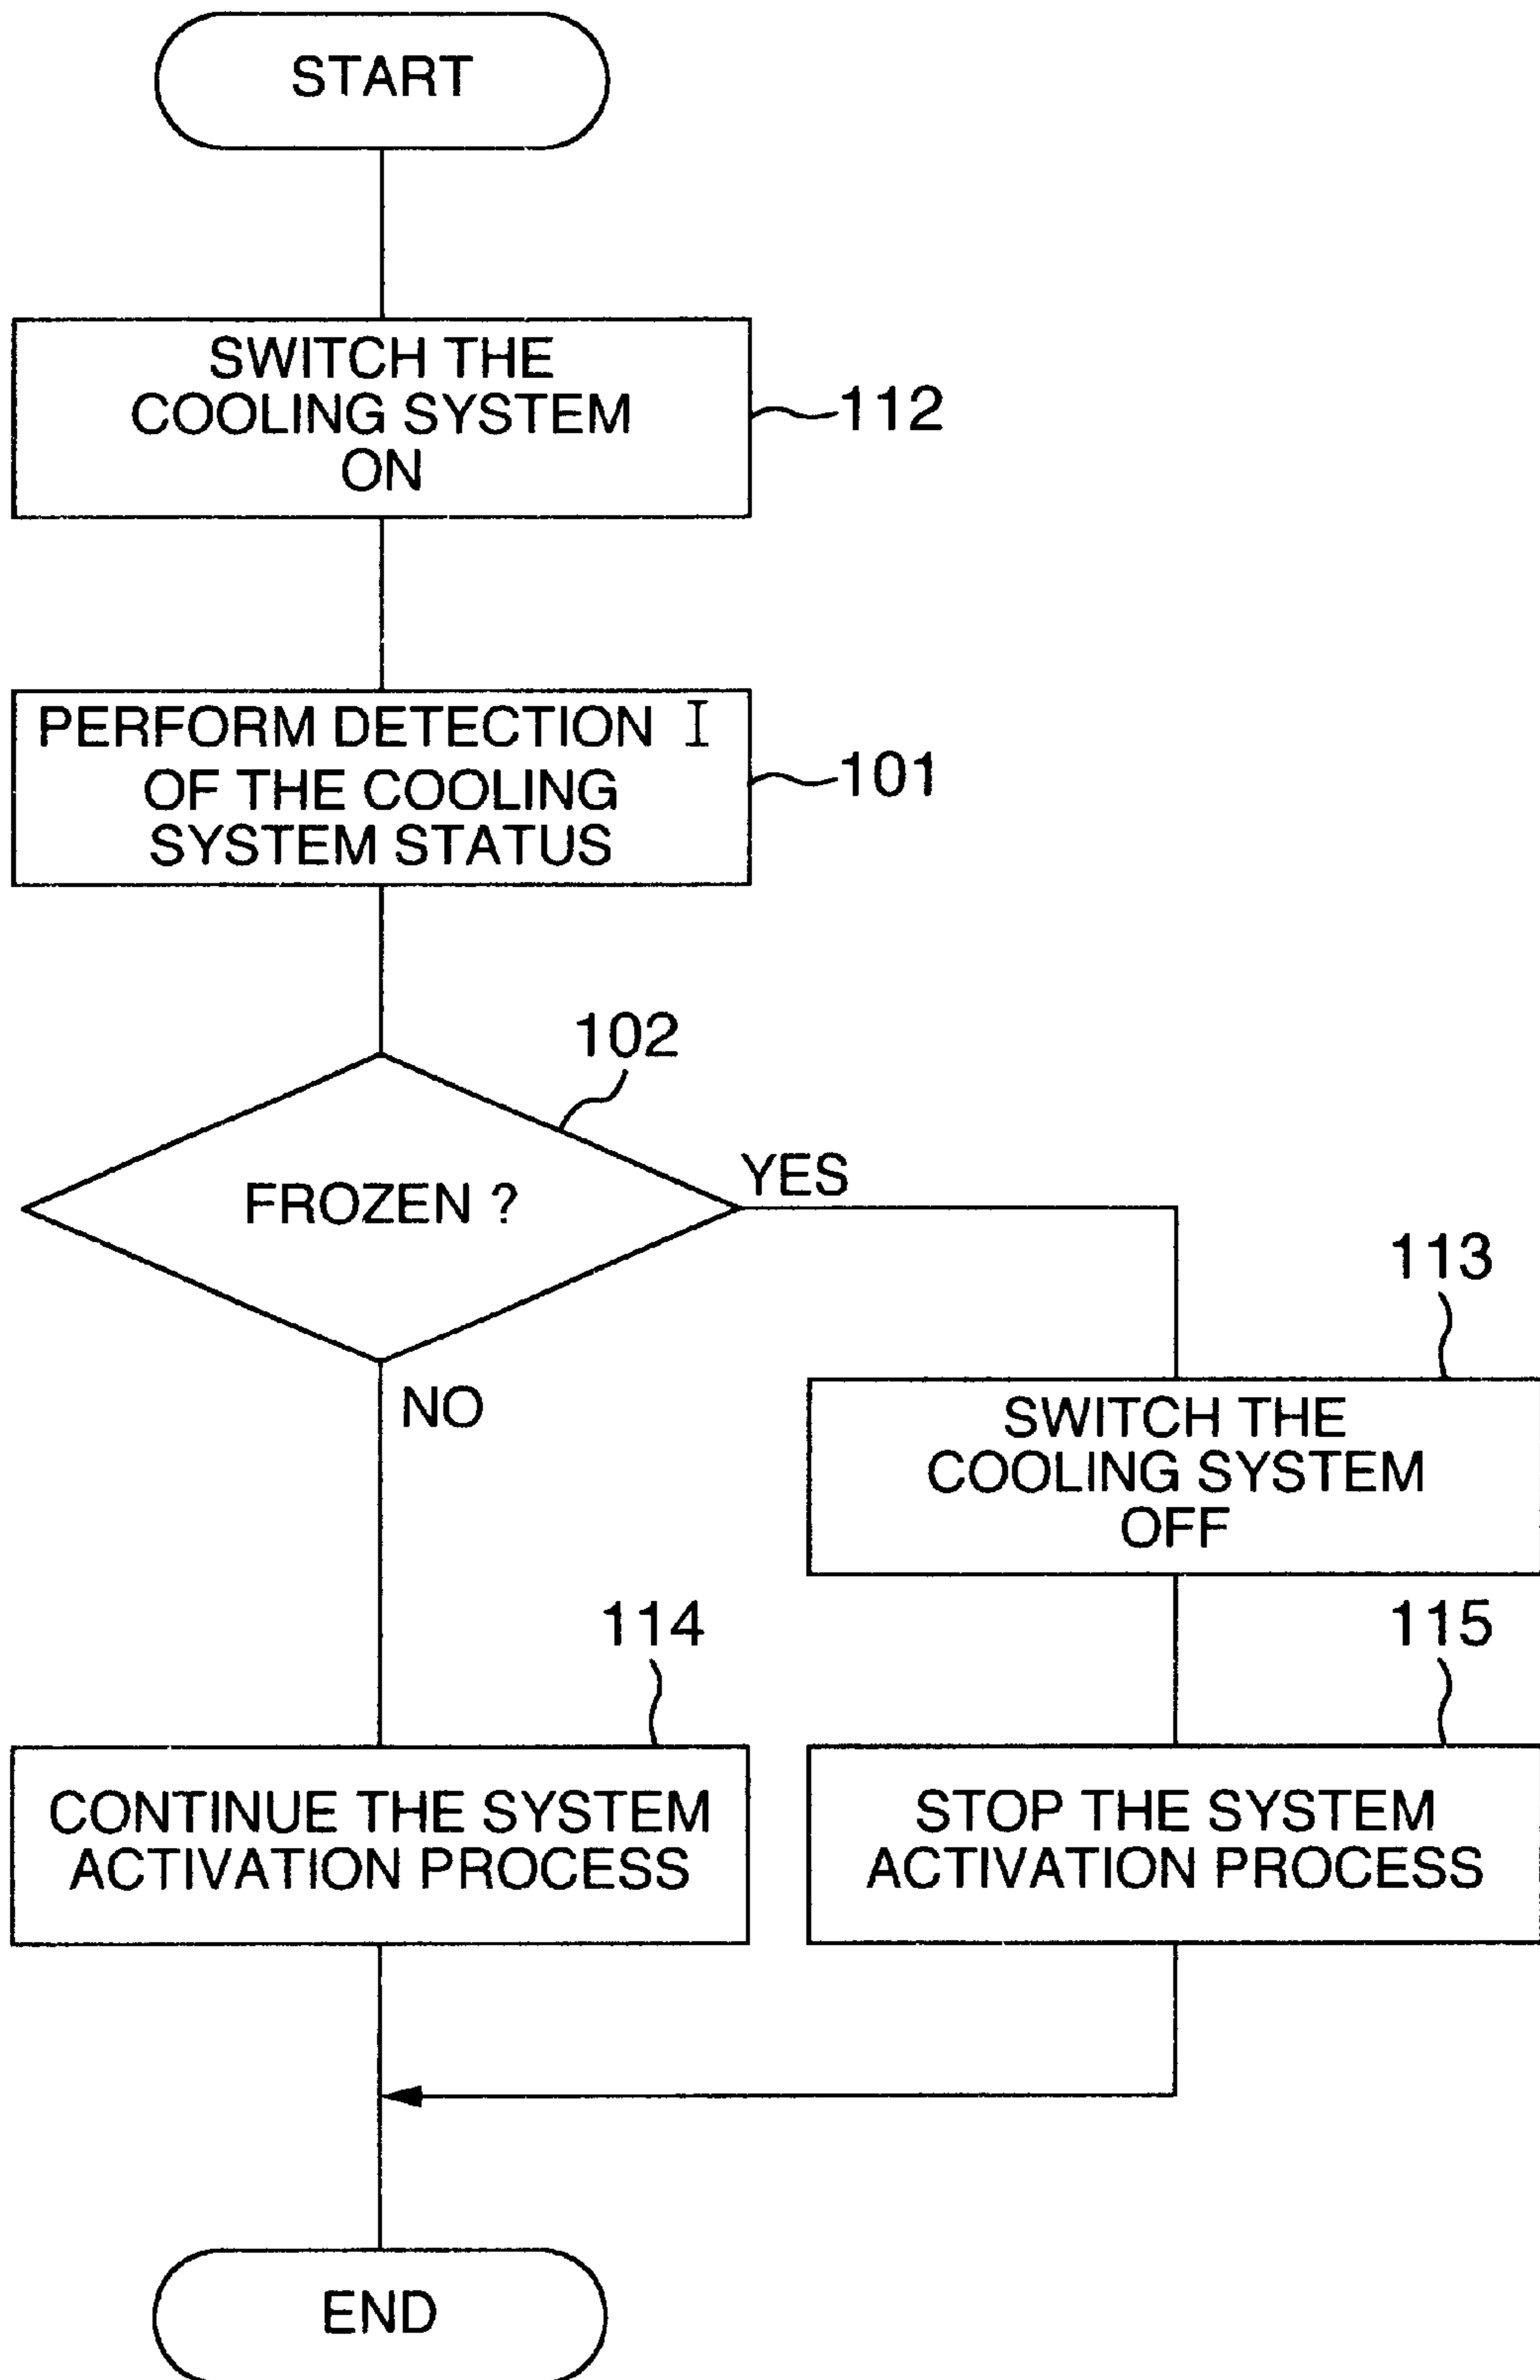 START
SWITCH THE
COOLING SYSTEM
ON
112
PERFORM DETECTION I
OF THE COOLING
SYSTEM STATUS
101
102
FROZEN ?
YES
NO
113
SWITCH THE
COOLING SYSTEM
OFF
114
CONTINUE THE SYSTEM
ACTIVATION PROCESS
115
STOP THE SYSTEM
ACTIVATION PROCESS
END